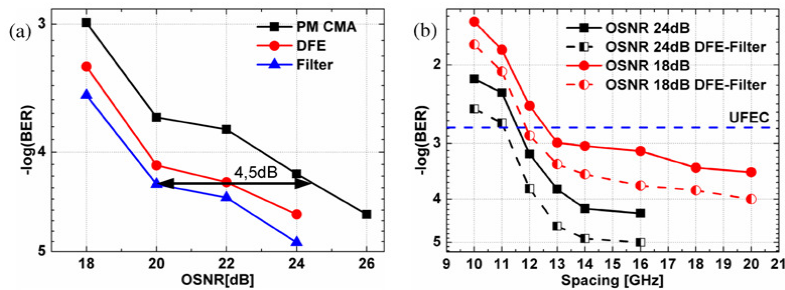 (a)
-log(BER)
3
4
5
PM CMA
DFE
Filter
4,5dB
18 20 22 24 26
OSNR[dB]
(b)
-log(BER)
2
3
4
5
OSNR 24dB
OSNR 24dB DFE-Filter
OSNR 18dB
OSNR 18dB DFE-Filter
UFEC
9 10 11 12 13 14 15 16 17 18 19 20 21
Spacing [GHz]